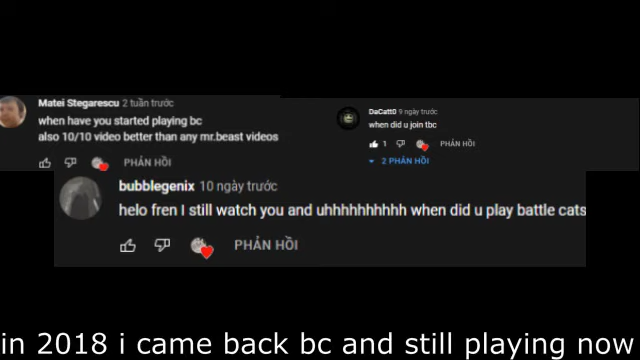 Matei Stegarescu 2 tuần trước
when have you started playing bc
also 10/10 video better than any mr.beast videos
PHẢN HỒI
DaCatt0 9 ngày trước
when did u join tbc
1 PHẢN HỒI
2 PHẢN HỒI
bubblegenix 10 ngày trước
helo fren I still watch you and uhhhhhhhhhh when did u play battle cats
PHẢN HỒI
in 2018 i came back bc and still playing now